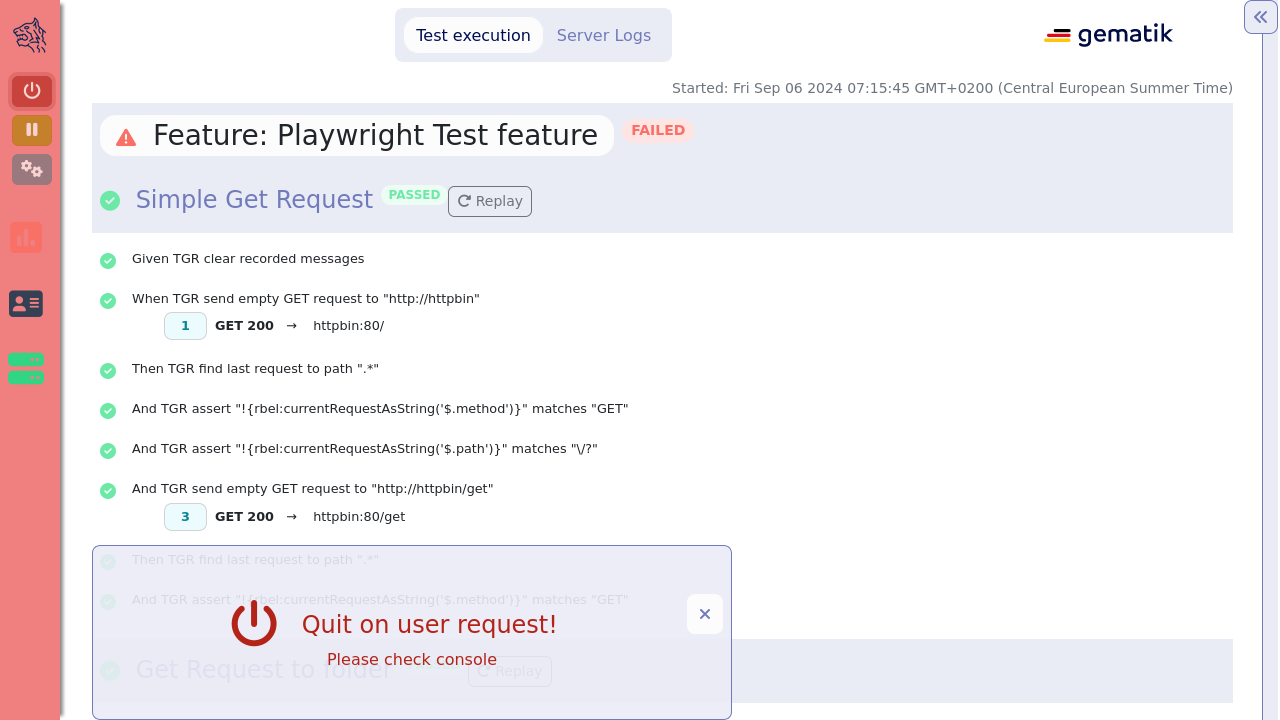 Test execution
Server Logs
gematik
Started: Fri Sep 06 2024 07:15:45 GMT+0200 (Central European Summer Time)
Feature: Playwright Test feature FAILED
Simple Get Request PASSED Replay
Given TGR clear recorded messages
When TGR send empty GET request to "http://httpbin"
1 GET 200 → httpbin:80/
Then TGR find last request to path ".*"
And TGR assert "!{rbel:currentRequestAsString('$.method')}" matches "GET"
And TGR assert "!{rbel:currentRequestAsString('$.path')}" matches "\/?"
And TGR send empty GET request to "http://httpbin/get"
3 GET 200 → httpbin:80/get
Then TGR find last request to path ".*"
And TGR assert "!{rbel:currentRequestAsString('$.method')}" matches "GET"
Quit on user request!
Please check console
Get Request to folder Replay